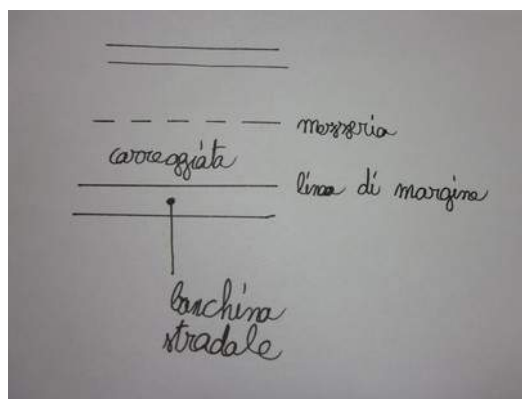 mezzeria
carreggiata
linea di margine
banchina
stradale